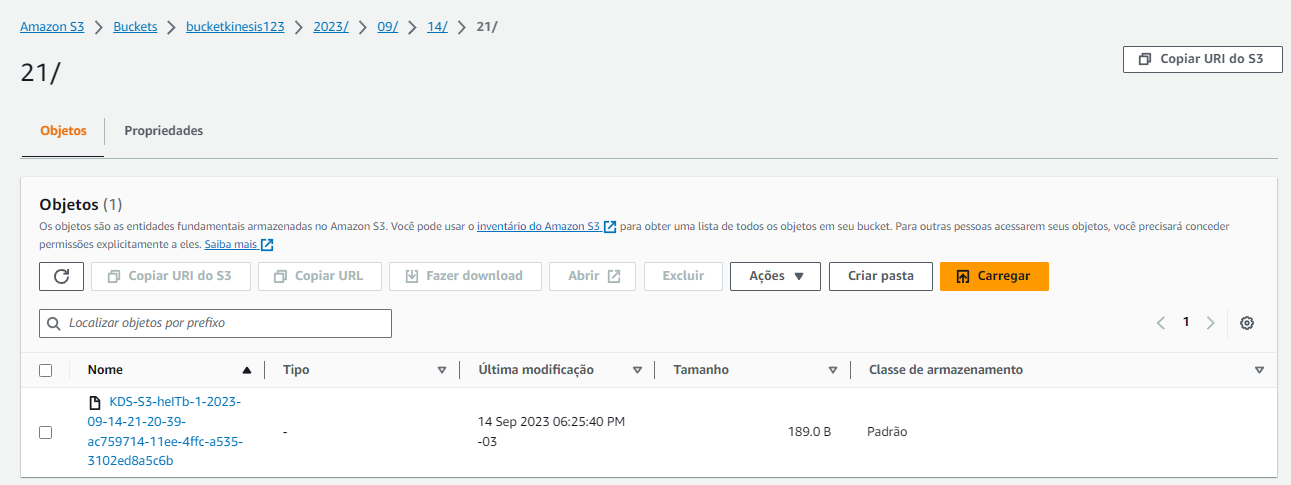 Amazon S3 > Buckets > bucketkinesis123 > 2023/ > 09/ > 14/ > 21/
21/
Copiar URI do S3
Objetos
Propriedades
Objetos (1)
Os objetos são as entidades fundamentais armazenadas no Amazon S3. Você pode usar o inventário do Amazon S3 para obter uma lista de todos os objetos em seu bucket. Para outras pessoas acessarem seus objetos, você precisará conceder
permissões explicitamente a eles. Saiba mais
Copiar URI do S3
Copiar URL
Fazer download
Abrir
Excluir
Ações
Criar pasta
Carregar
Localizar objetos por prefixo
1
Nome
Tipo
Última modificação
Tamanho
Classe de armazenamento
KDS-S3-heITb-1-2023-
09-14-21-20-39-
ac759714-11ee-4ffc-a535-
3102ed8a5c6b
-
14 Sep 2023 06:25:40 PM
-03
189.0 B
Padrão